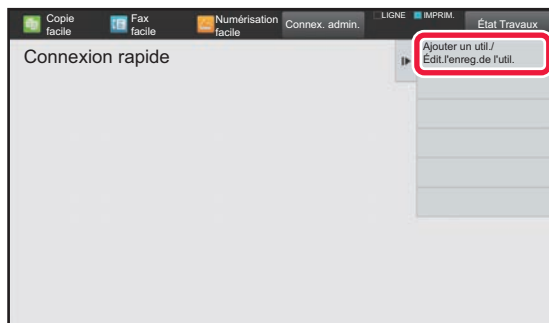 Copie
facile
Fax
facile
Numérisation
facile
Connex. admin.
LIGNE
IMPRIM.
État Travaux
Connexion rapide
Ajouter un util./
Édit.l'enreg.de l'util.